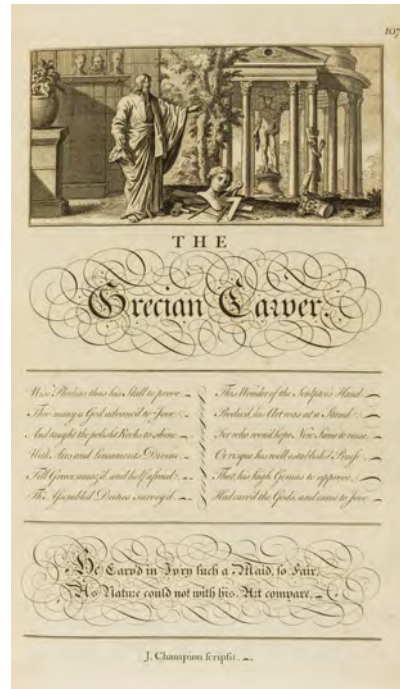 107
THE
Grecian Carver.
Wise Phidias thus his Skill to prove
Thro' many a God advanc'd to Jove
And taught the polisht Rocks to shine
With Airs and Lineaments Divine
Till Greece, amaz'd, and half afraid
Th' Assembled Deities survey'd.
This Wonder of the Sculptor's Hand
Produc'd, his Art was at a Stand
For who wou'd hope New Fame to raise
Or risque his well establish'd Praise
That, his high Genius to approve,
Had carv'd the Gods, and came to Jove
He Carv'd in Ivry such a Maid, so Fair,
As Nature could not with his Art compare.
J. Champion scripsit.